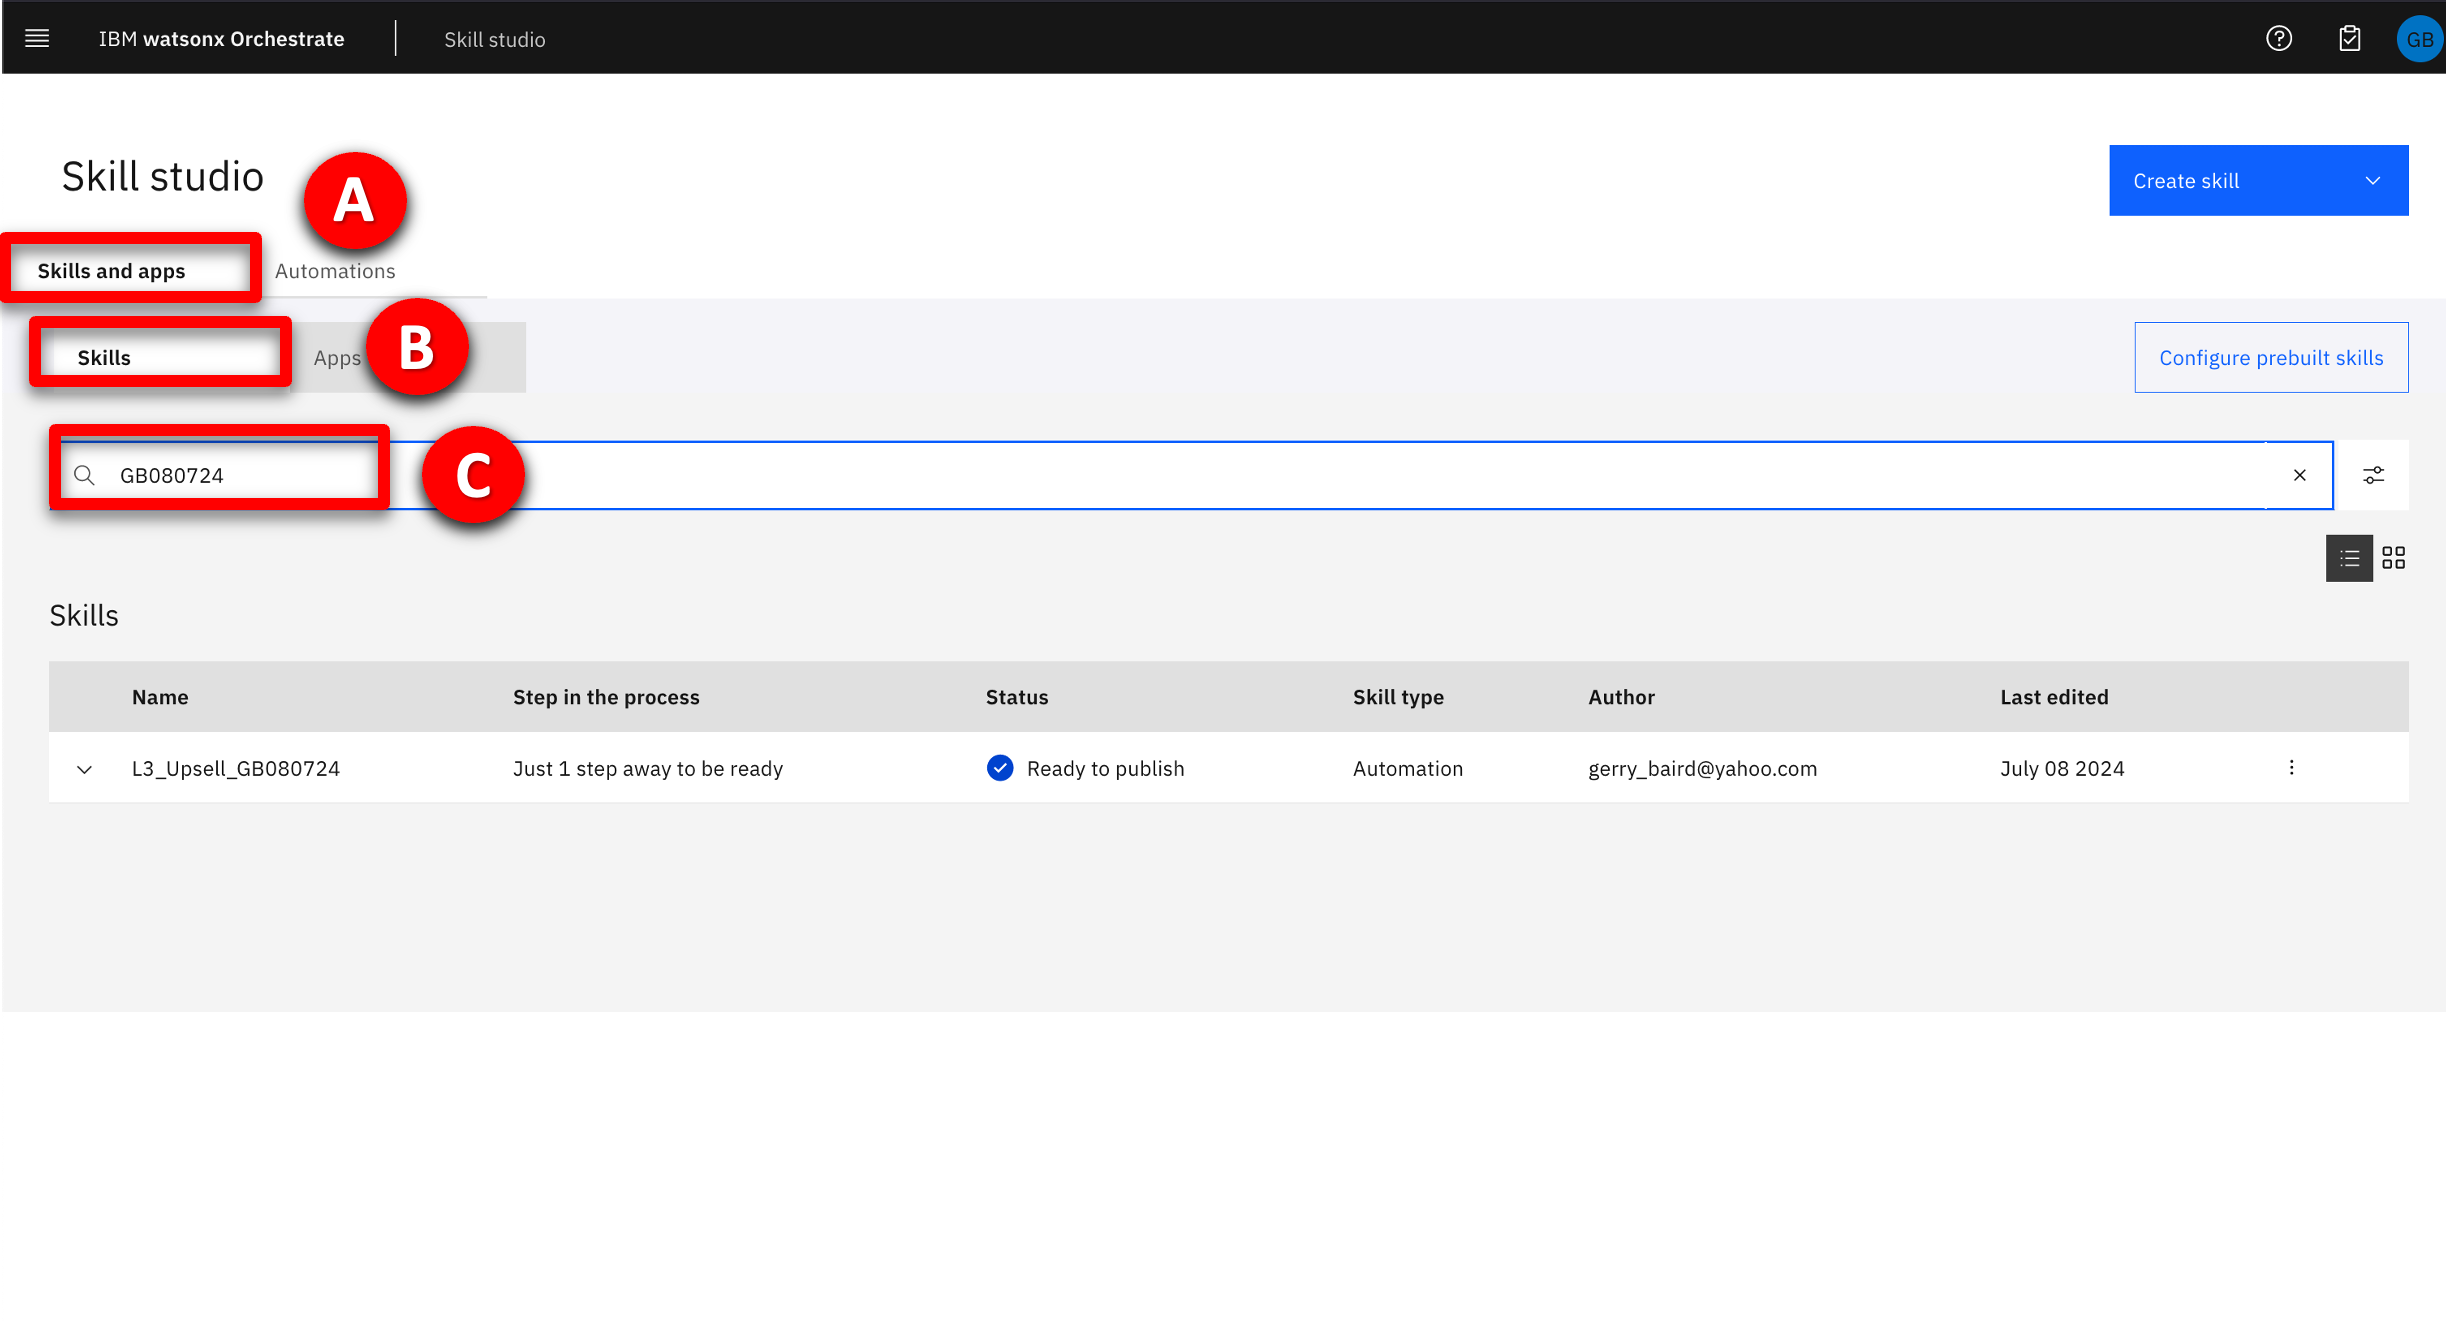 IBM watsonx Orchestrate Skill studio GB
Skill studio
A
Create skill
Skills and apps Automations
B
Skills Apps Configure prebuilt skills
GB080724 C
Skills
Name Step in the process Status Skill type Author Last edited
L3_Upsell_GB080724 Just 1 step away to be ready Ready to publish Automation gerry_baird@yahoo.com July 08 2024